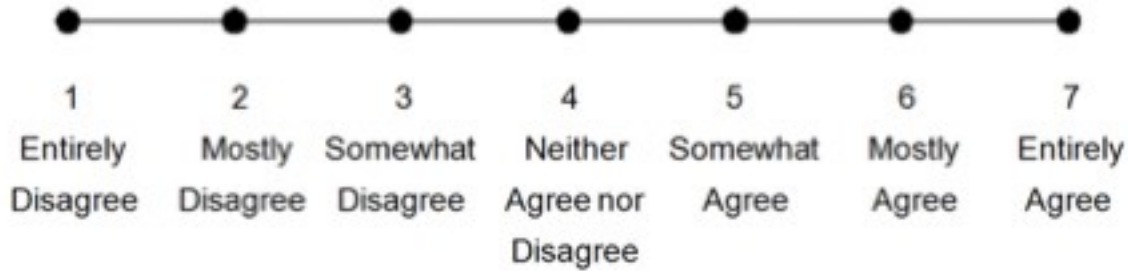 1 2 3 4 5 6 7
Entirely Mostly Somewhat Neither Somewhat Mostly Entirely
Disagree Disagree Disagree Agree nor Agree Agree Agree
Disagree